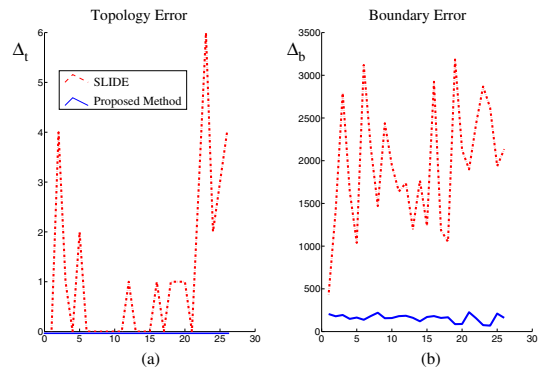 Topology Error
Δt
6
5
4
3
2
1
0
0 5 10 15 20 25 30
SLIDE
Proposed Method
(a)
Boundary Error
Δb
3500
3000
2500
2000
1500
1000
500
0
0 5 10 15 20 25 30
(b)